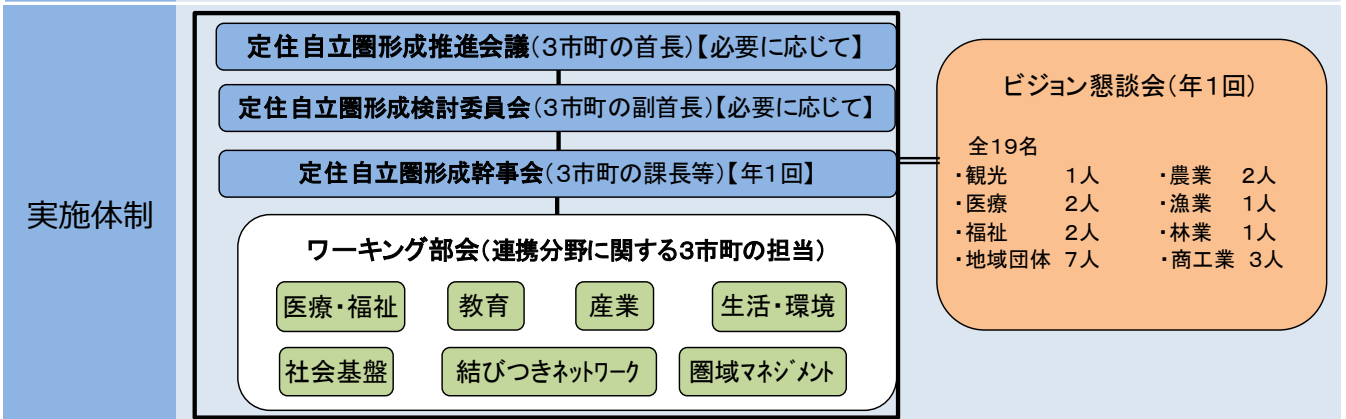 実施体制
定住自立圏形成推進会議(3市町の首長)【必要に応じて】
定住自立圏形成検討委員会(3市町の副首長)【必要に応じて】
定住自立圏形成幹事会(3市町の課長等)【年1回】
ワーキング部会(連携分野に関する3市町の担当)
医療・福祉 教育 産業 生活・環境
社会基盤 結びつきネットワーク 圏域マネジメント
ビジョン懇談会(年1回)
全19名
・観光 1人 ・農業 2人
・医療 2人 ・漁業 1人
・福祉 2人 ・林業 1人
・地域団体 7人 ・商工業 3人